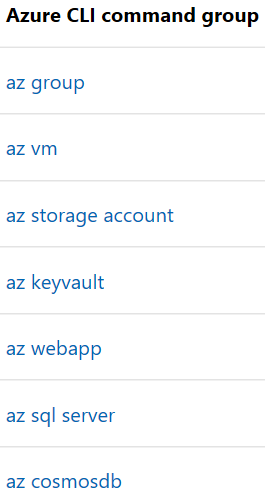 Azure CLI command group
az group
az vm
az storage account
az keyvault
az webapp
az sql server
az cosmosdb